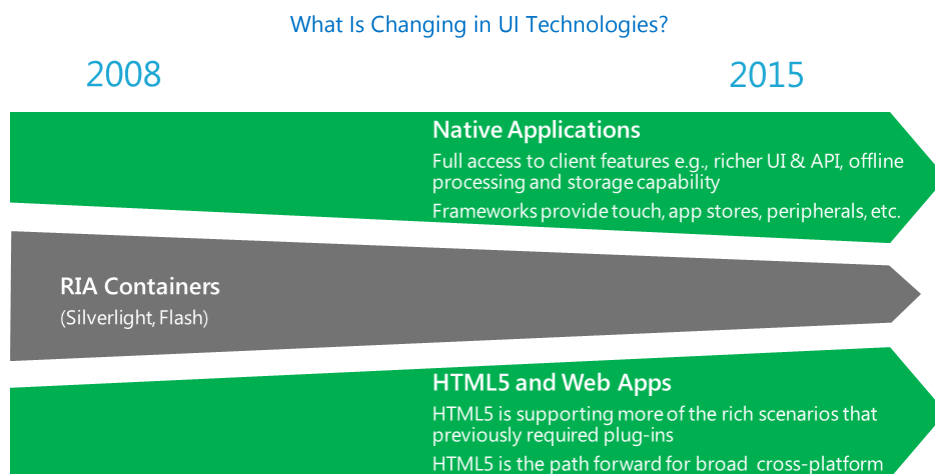 What Is Changing in UI Technologies?
2008
2015
Native Applications
Full access to client features e.g., richer UI & API, offline
processing and storage capability
Frameworks provide touch, app stores, peripherals, etc.
RIA Containers
(Silverlight, Flash)
HTML5 and Web Apps
HTML5 is supporting more of the rich scenarios that
previously required plug-ins
HTML5 is the path forward for broad cross-platform